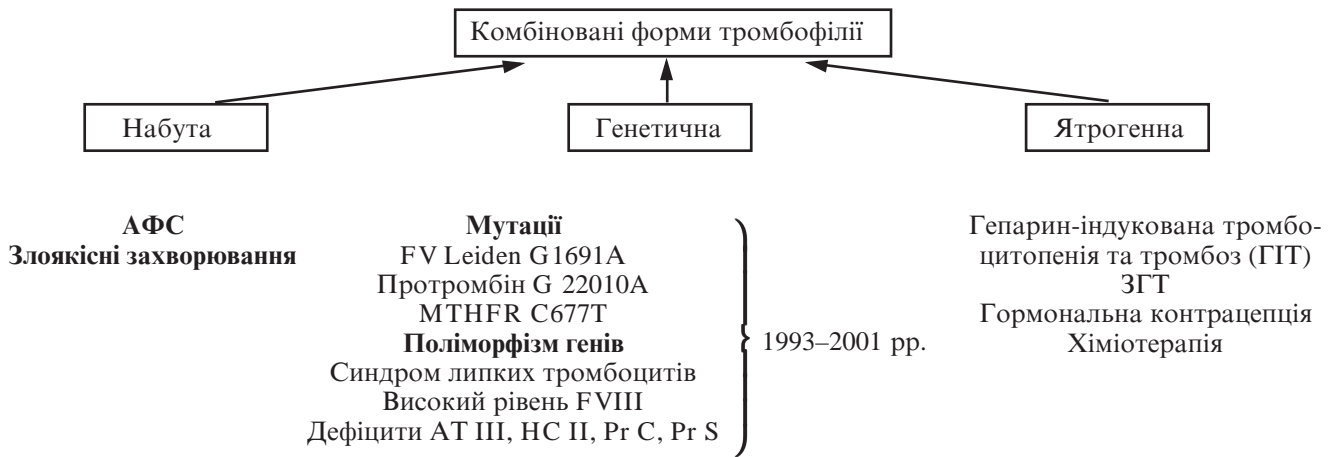 Комбіновані форми тромбофілії
Набута
Генетична
Ятрогенна
АФС
Злоякісні захворювання
Мутації
FV Leiden G1691A
Протромбін G 22010A
MTHFR C677T
Поліморфізм генів
Синдром липких тромбоцитів
Високий рівень FVIII
Дефіцити АТ III, НС II, Pr C, Pr S
1993–2001 рр.
Гепарин-індукована тромбо-
цитопенія та тромбоз (ГІТ)
ЗГТ
Гормональна контрацепція
Хіміотерапія